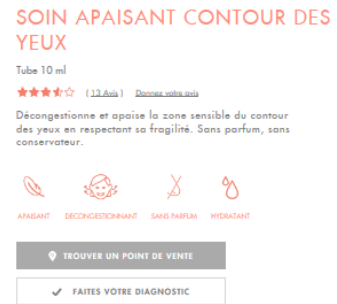 SOIN APAISANT CONTOUR DES
YEUX
Tube 10 ml
( 13 Avis ) Donnez votre avis
Décongestionne et apaise la zone sensible du contour
des yeux en respectant sa fragilité. Sans parfum, sans
conservateur.
APAISANT DECONGESTIONNANT SANS PARFUM HYDRATANT
TROUVER UN POINT DE VENTE
FAITES VOTRE DIAGNOSTIC